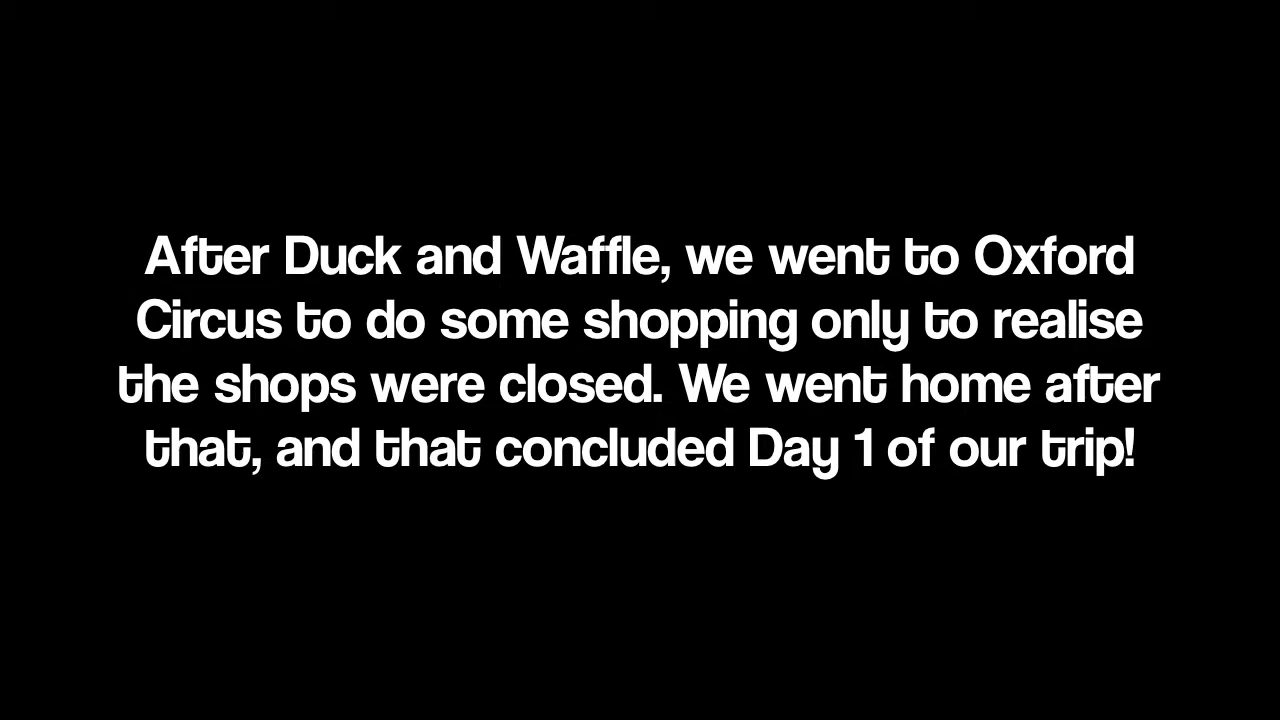 After Duck and Waffle, we went to Oxford
Circus to do some shopping only to realise
the shops were closed. We went home after
that, and that concluded Day 1 of our trip!